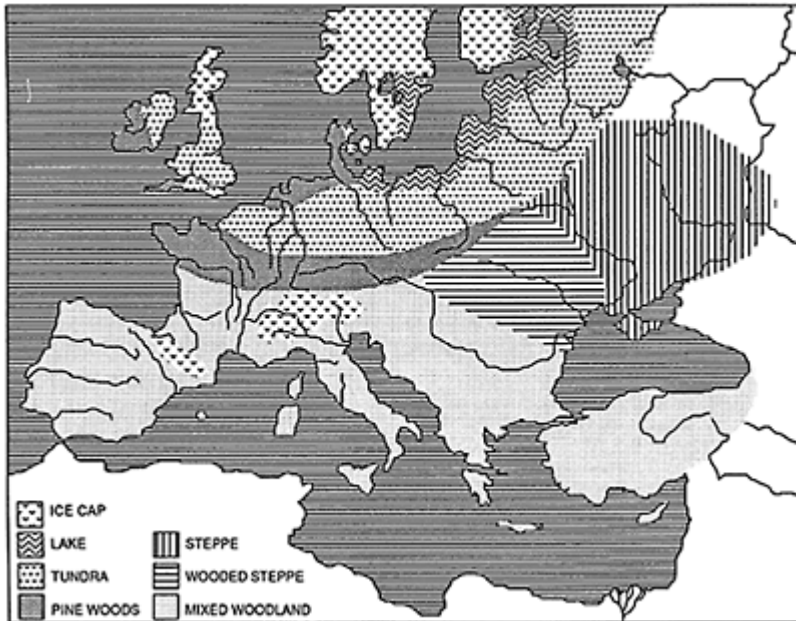 ICE CAP
LAKE
TUNDRA
PINE WOODS
STEPPE
WOODED STEPPE
MIXED WOODLAND